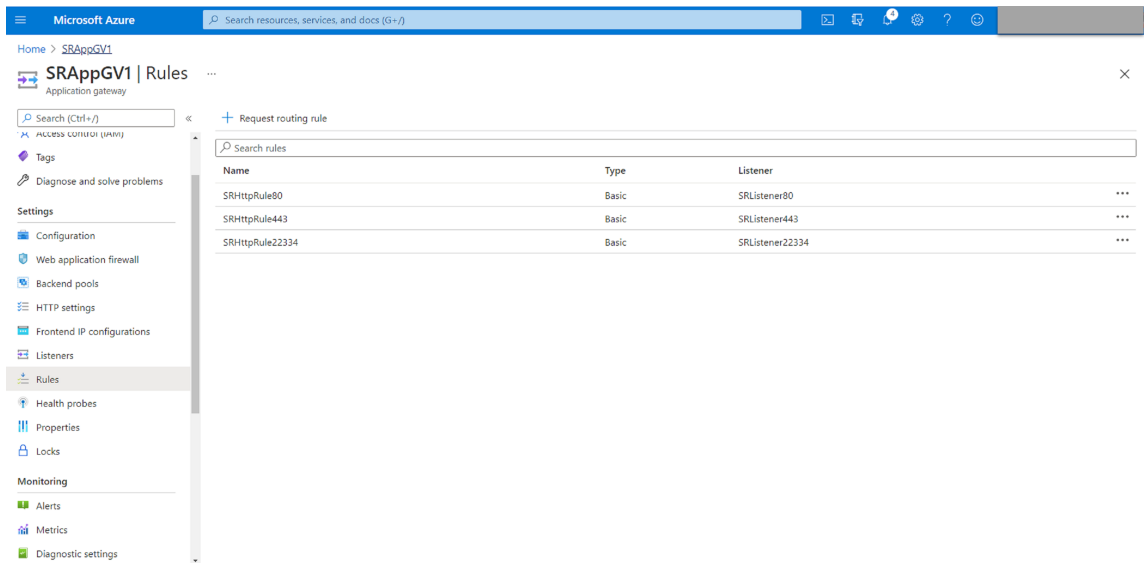 Microsoft Azure
Search resources, services, and docs (G+/)
4
Home > SRAppGV1
SRAppGV1 | Rules ...
Application gateway
Search (Ctrl+/)
«
+ Request routing rule
Access control (IAM)
Tags
Diagnose and solve problems
Settings
Configuration
Web application firewall
Backend pools
HTTP settings
Frontend IP configurations
Listeners
Rules
Health probes
Properties
Locks
Monitoring
Alerts
Metrics
Diagnostic settings
Search rules
Name Type Listener
SRHttpRule80 Basic SRListener80 ...
SRHttpRule443 Basic SRListener443 ...
SRHttpRule22334 Basic SRListener22334 ...